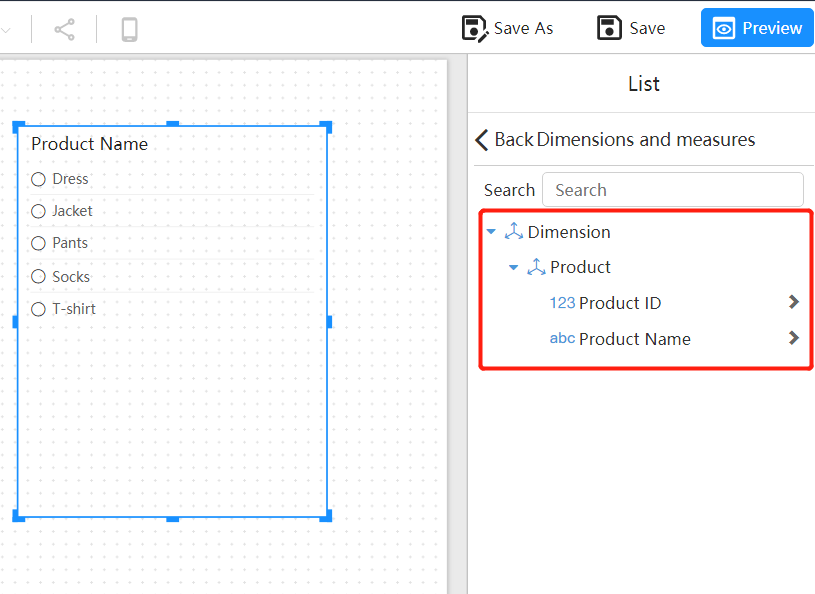 Save As Save Preview
List
Back Dimensions and measures
Search Search
Product Name
Dress
Jacket
Pants
Socks
T-shirt
Dimension
Product
123 Product ID
abc Product Name